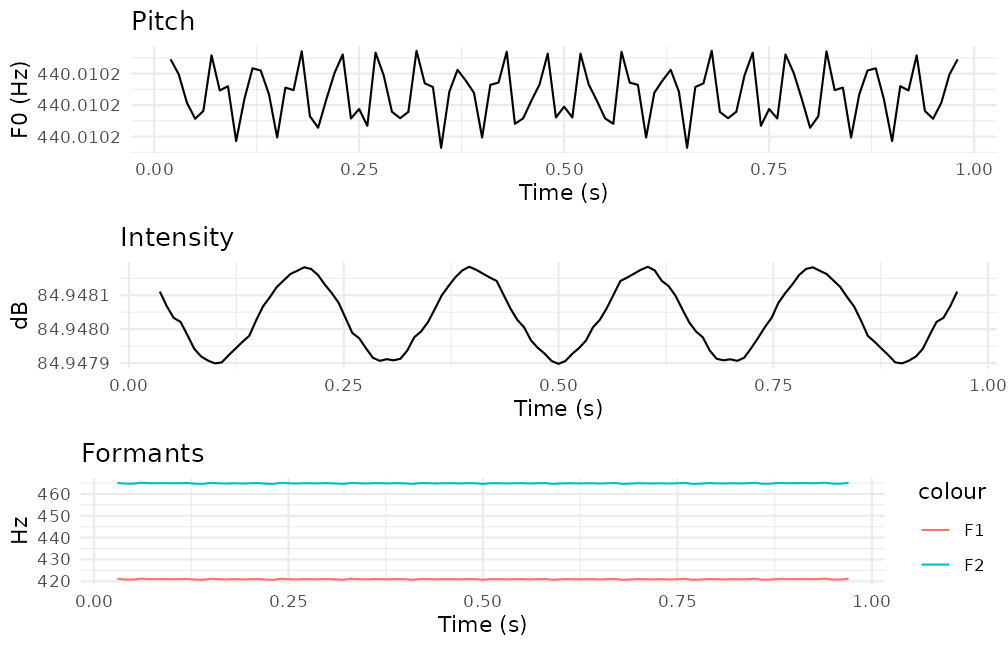 Pitch
F0 (Hz)
440.0102
440.0102
440.0102
0.00 0.25 0.50 0.75 1.00
Time (s)
Intensity
dB
84.9481
84.9480
84.9479
0.00 0.25 0.50 0.75 1.00
Time (s)
Formants
Hz
460
450
440
430
420
0.00 0.25 0.50 0.75 1.00
Time (s)
colour
F1
F2